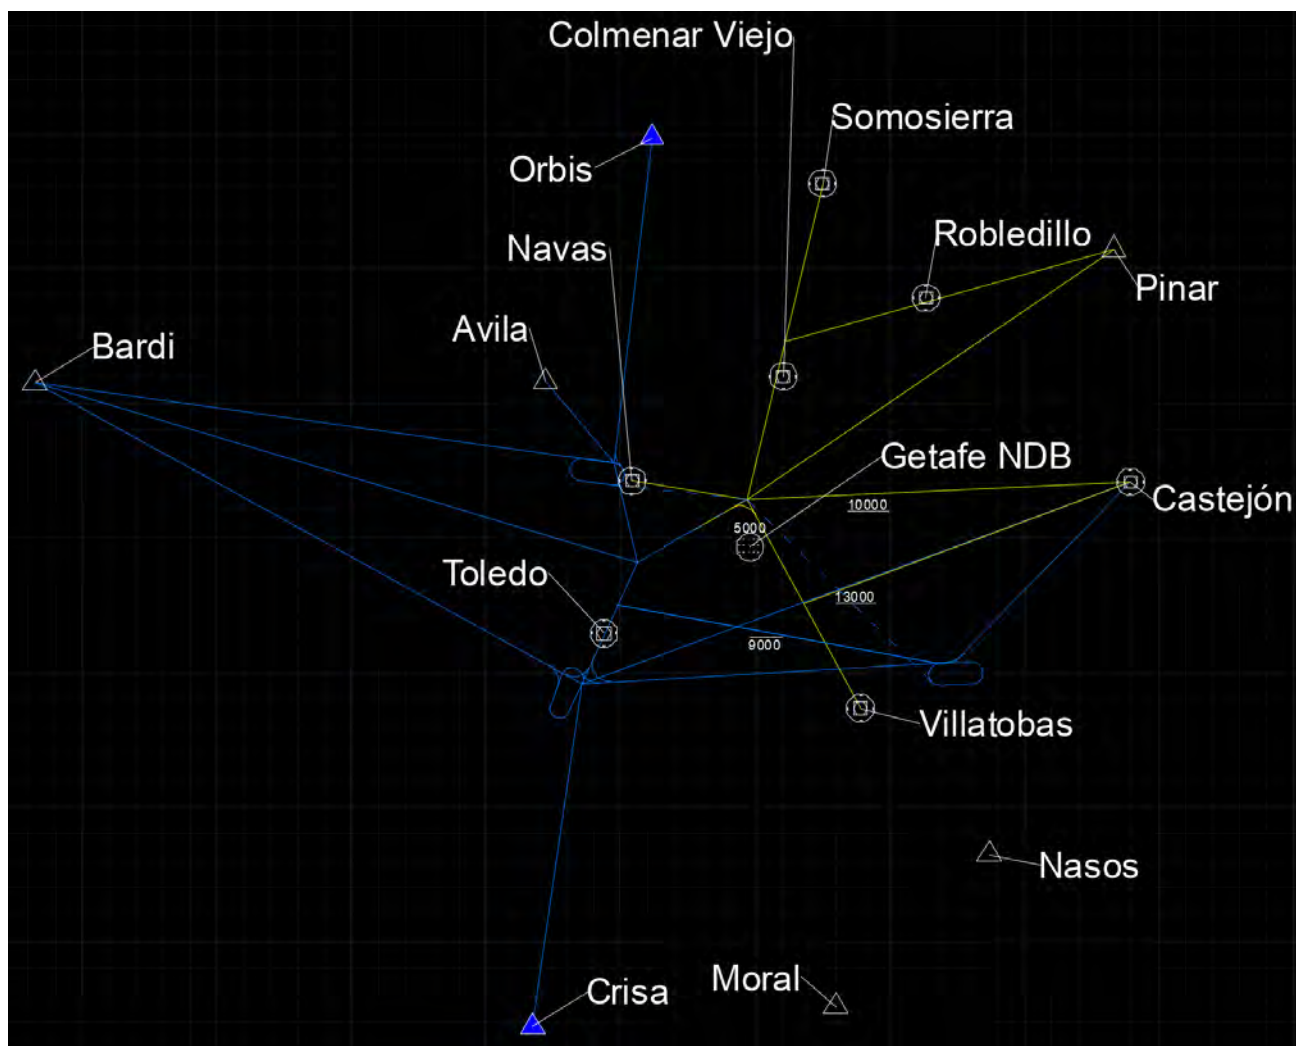 Colmenar Viejo
Somosierra
Orbis
Robledillo
Navas
Pinar
Avila
Bardi
Getafe NDB
Castejón
10000
5000
Toledo
13000
9000
Villatobas
Nasos
Moral
Crisa